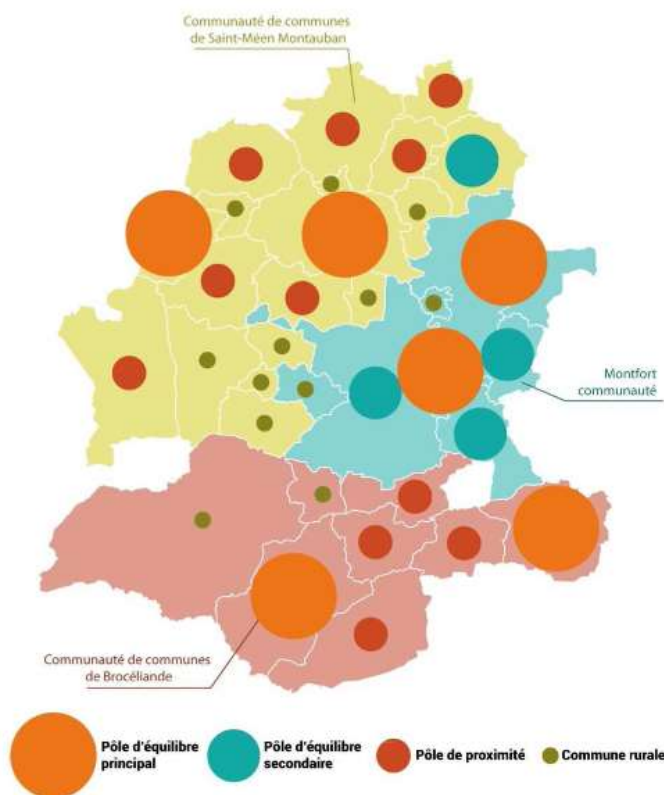 Communauté de communes
de Saint-Méen Montauban
Montfort
communauté
Communauté de communes
de Brocéliande
Pôle d'équilibre
principal
Pôle d'équilibre
secondaire
Pôle de proximité
Commune rurale